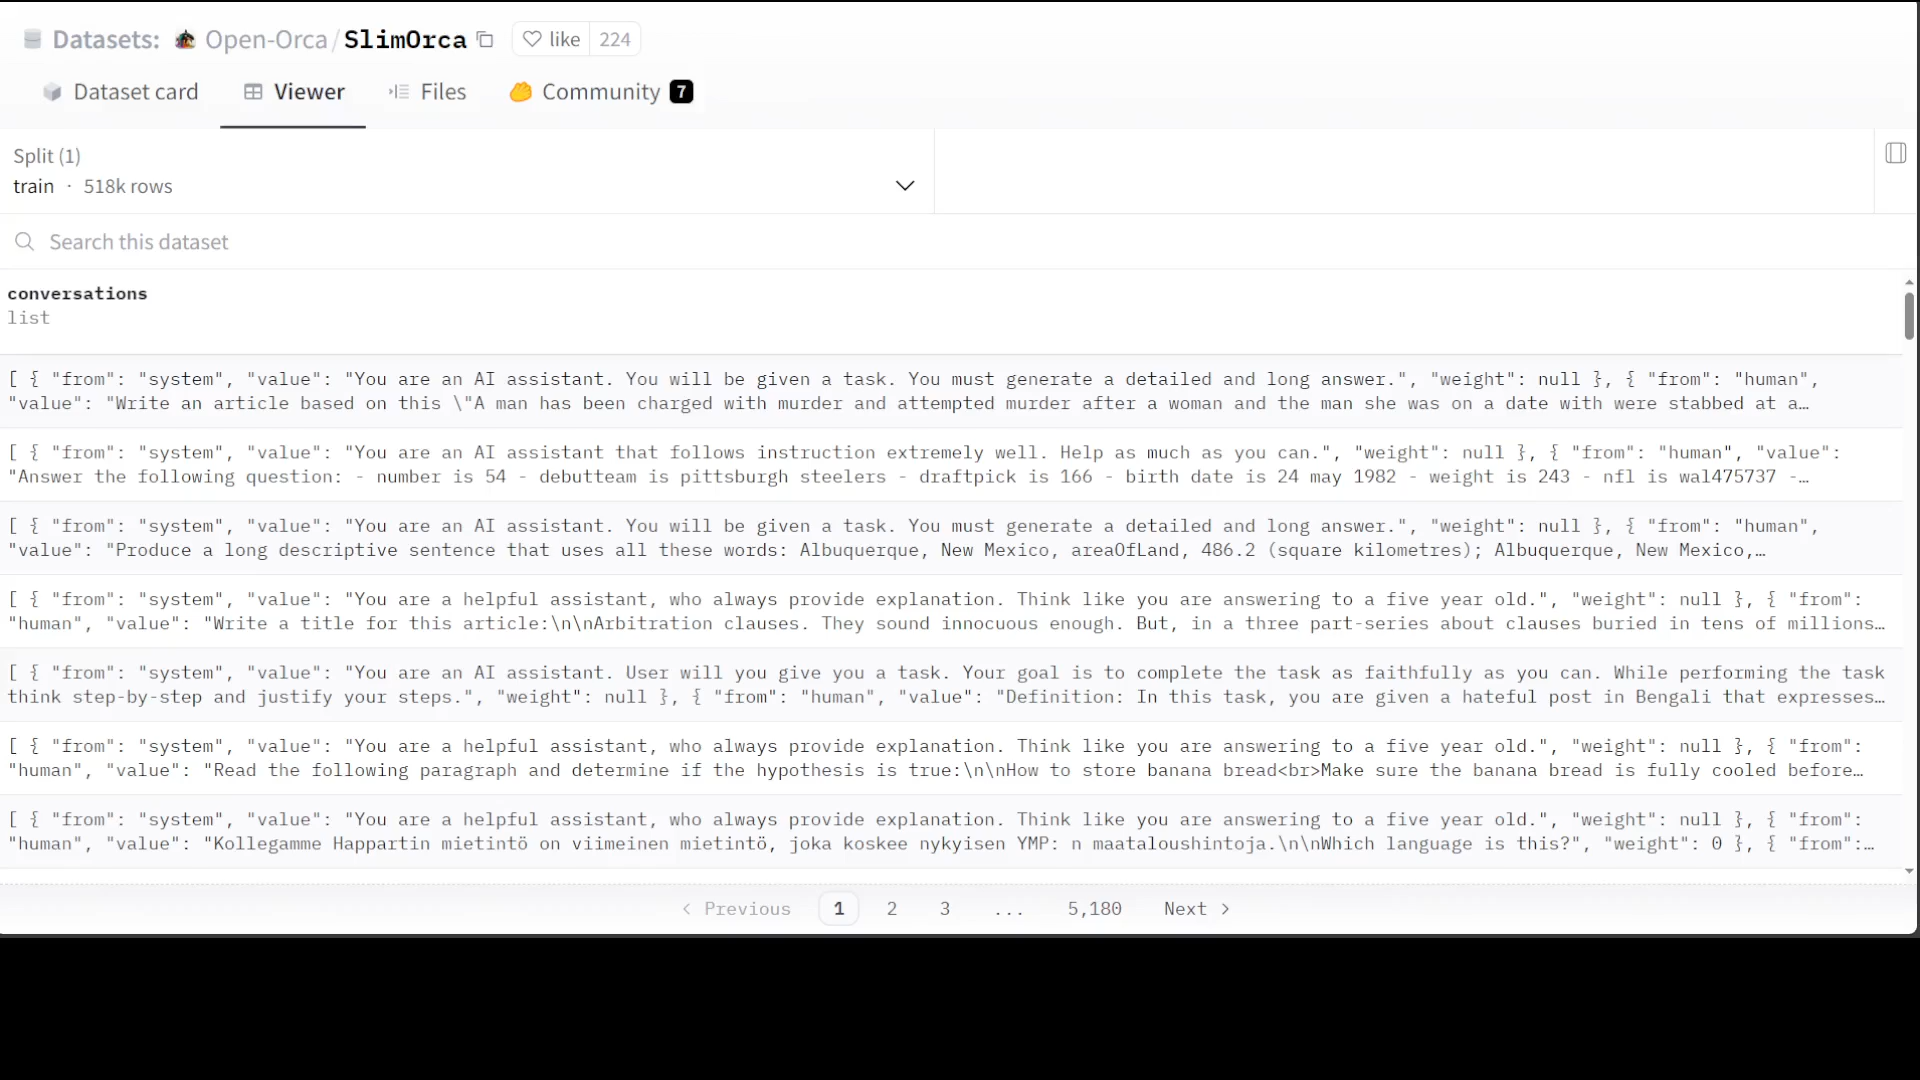 Datasets: Open-Orca/SlimOrca like 224
Dataset card Viewer Files Community 7
Split (1)
train · 518k rows
Search this dataset
conversations
list
[ { "from": "system", "value": "You are an AI assistant. You will be given a task. You must generate a detailed and long answer.", "weight": null }, { "from": "human",
"value": "Write an article based on this \"A man has been charged with murder and attempted murder after a woman and the man she was on a date with were stabbed at a…
[ { "from": "system", "value": "You are an AI assistant that follows instruction extremely well. Help as much as you can.", "weight": null }, { "from": "human", "value":
"Answer the following question: - number is 54 - debutteam is pittsburgh steelers - draftpick is 166 - birth date is 24 may 1982 - weight is 243 - nfl is wal475737 -…
[ { "from": "system", "value": "You are an AI assistant. You will be given a task. You must generate a detailed and long answer.", "weight": null }, { "from": "human",
"value": "Produce a long descriptive sentence that uses all these words: Albuquerque, New Mexico, areaOfLand, 486.2 (square kilometres); Albuquerque, New Mexico,…
[ { "from": "system", "value": "You are a helpful assistant, who always provide explanation. Think like you are answering to a five year old.", "weight": null }, { "from":
"human", "value": "Write a title for this article:\n\nArbitration clauses. They sound innocuous enough. But, in a three part-series about clauses buried in tens of millions…
[ { "from": "system", "value": "You are an AI assistant. User will you give you a task. Your goal is to complete the task as faithfully as you can. While performing the task
think step-by-step and justify your steps.", "weight": null }, { "from": "human", "value": "Definition: In this task, you are given a hateful post in Bengali that expresses…
[ { "from": "system", "value": "You are a helpful assistant, who always provide explanation. Think like you are answering to a five year old.", "weight": null }, { "from":
"human", "value": "Read the following paragraph and determine if the hypothesis is true:\n\nHow to store banana bread<br>Make sure the banana bread is fully cooled before…
[ { "from": "system", "value": "You are a helpful assistant, who always provide explanation. Think like you are answering to a five year old.", "weight": null }, { "from":
"human", "value": "Kollegamme Happartin mietintö on viimeinen mietintö, joka koskee nykyisen YMP: n maataloushintoja.\n\nWhich language is this?", "weight": 0 }, { "from":…
< Previous 1 2 3 ... 5,180 Next >